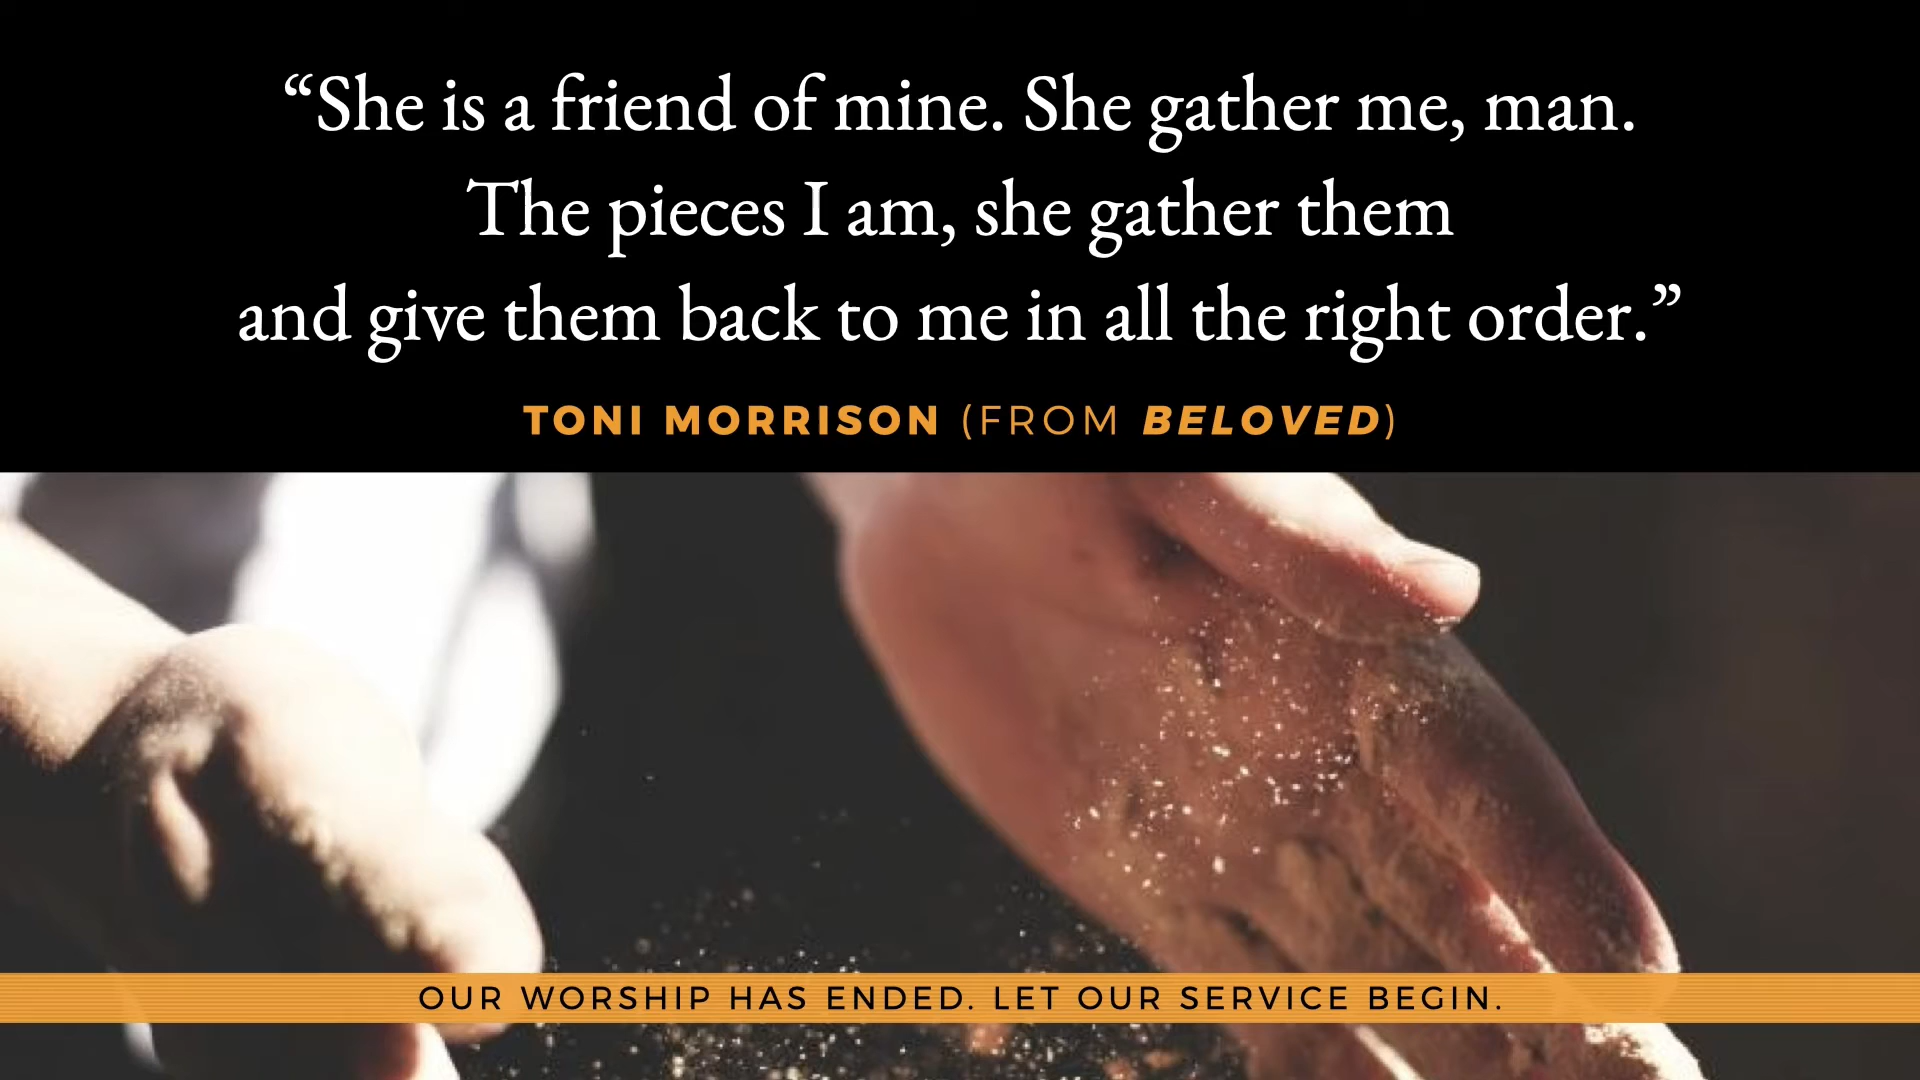 “She is a friend of mine. She gather me, man.
The pieces I am, she gather them
and give them back to me in all the right order.”
TONI MORRISON (FROM BELOVED)
OUR WORSHIP HAS ENDED. LET OUR SERVICE BEGIN.